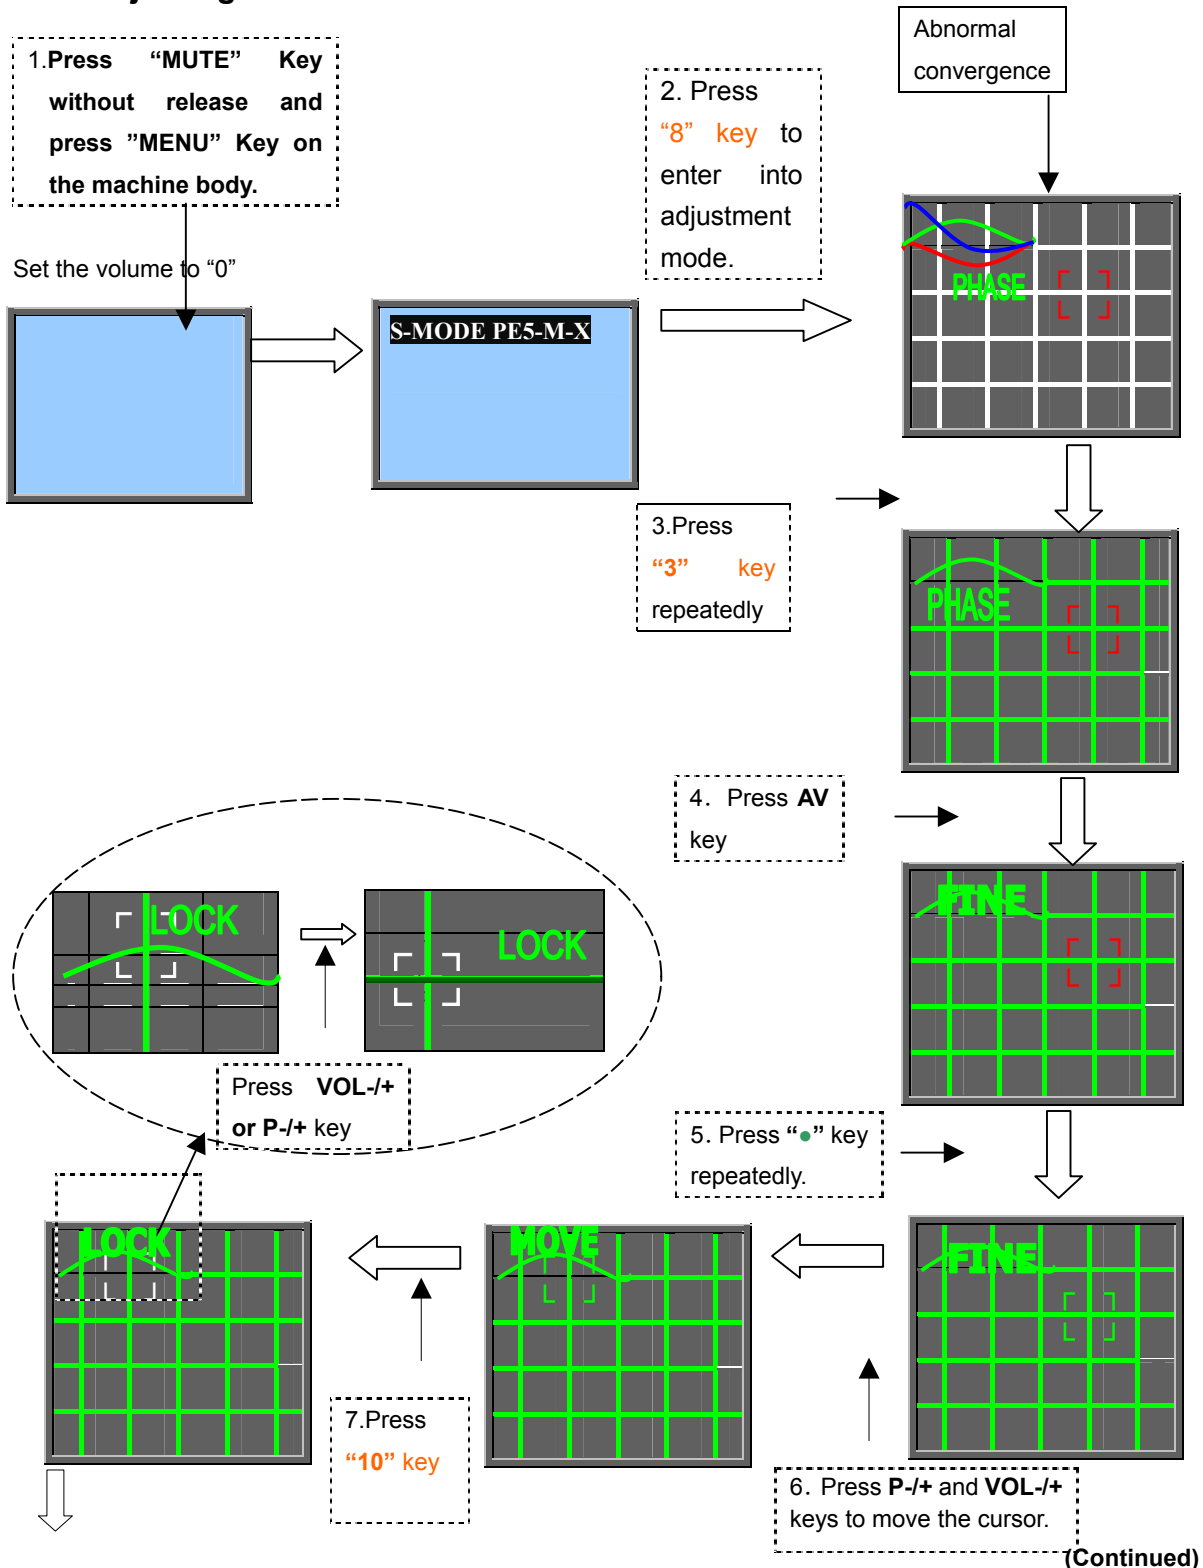 1.Press “MUTE” Key
without release and
press ”MENU” Key on
the machine body.
Set the volume to “0”
S-MODE PE5-M-X
2. Press
“8” key to
enter into
adjustment
mode.
Abnormal
convergence
PHASE
3.Press
“3” key
repeatedly
PHASE
4. Press AV
key
FINE
LOCK
LOCK
Press VOL-/+
or P-/+ key
5. Press “●” key
repeatedly.
FINE
6. Press P-/+ and VOL-/+
keys to move the cursor.
MOVE
7.Press
“10” key
LOCK
(Continued)